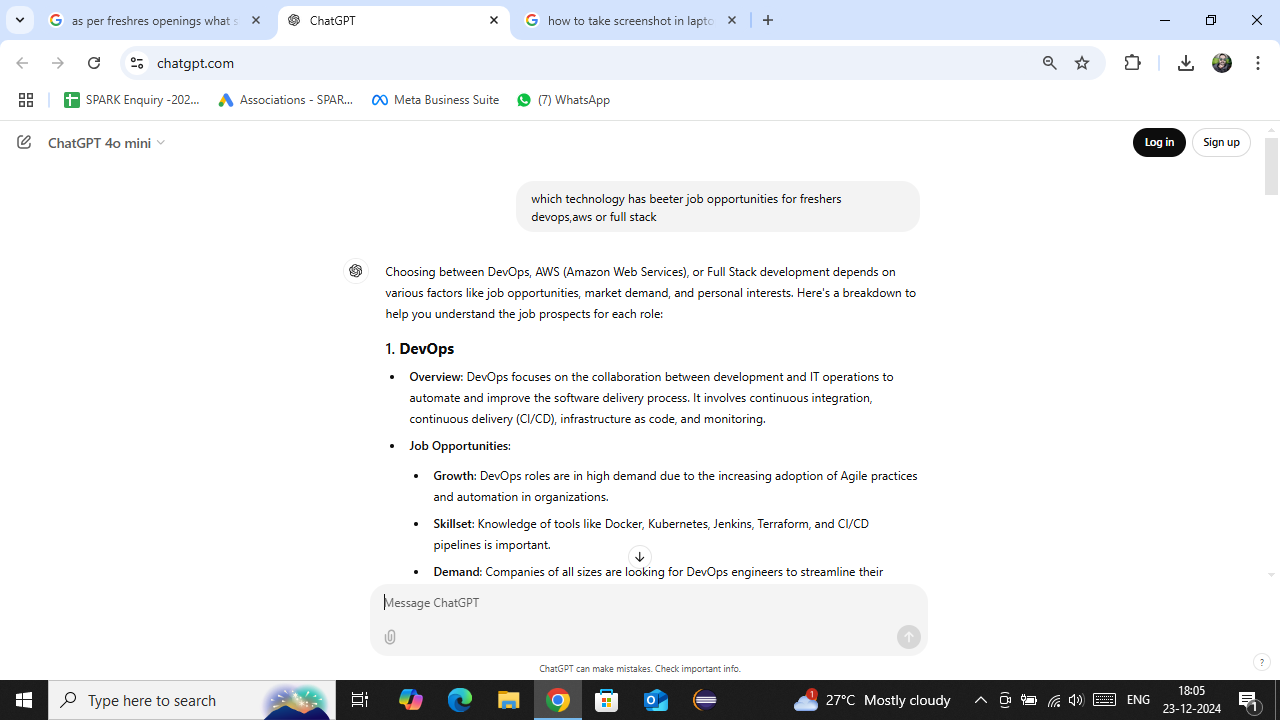 as per freshres openings what s
ChatGPT
how to take screenshot in lapto
chatgpt.com
SPARK Enquiry -202...
Associations - SPAR...
Meta Business Suite
(7) WhatsApp
ChatGPT 4o mini
Log in
Sign up
which technology has beeter job opportunities for freshers
devops,aws or full stack
Choosing between DevOps, AWS (Amazon Web Services), or Full Stack development depends on
various factors like job opportunities, market demand, and personal interests. Here's a breakdown to
help you understand the job prospects for each role:
1. DevOps
• Overview: DevOps focuses on the collaboration between development and IT operations to
automate and improve the software delivery process. It involves continuous integration,
continuous delivery (CI/CD), infrastructure as code, and monitoring.
• Job Opportunities:
• Growth: DevOps roles are in high demand due to the increasing adoption of Agile practices
and automation in organizations.
• Skillset: Knowledge of tools like Docker, Kubernetes, Jenkins, Terraform, and CI/CD
pipelines is important.
• Demand: Companies of all sizes are looking for DevOps engineers to streamline their
Message ChatGPT
ChatGPT can make mistakes. Check important info.
?
Type here to search
1
27°C Mostly cloudy
ENG
18:05
23-12-2024
1